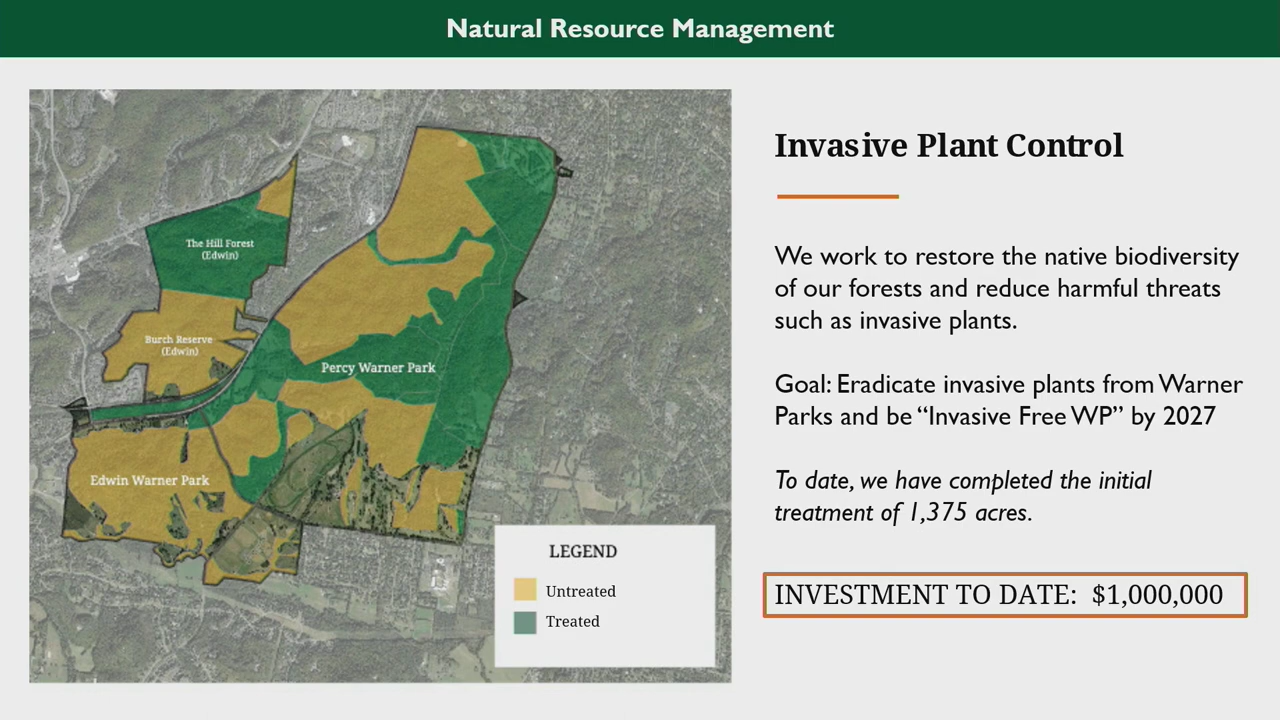 Natural Resource Management
The Hill Forest
(Edwin)
Burch Reserve
(Edwin)
Percy Warner Park
Edwin Warner Park
LEGEND
Untreated
Treated
Invasive Plant Control
We work to restore the native biodiversity
of our forests and reduce harmful threats
such as invasive plants.
Goal: Eradicate invasive plants from Warner
Parks and be “Invasive Free WP” by 2027
To date, we have completed the initial
treatment of 1,375 acres.
INVESTMENT TO DATE: $1,000,000